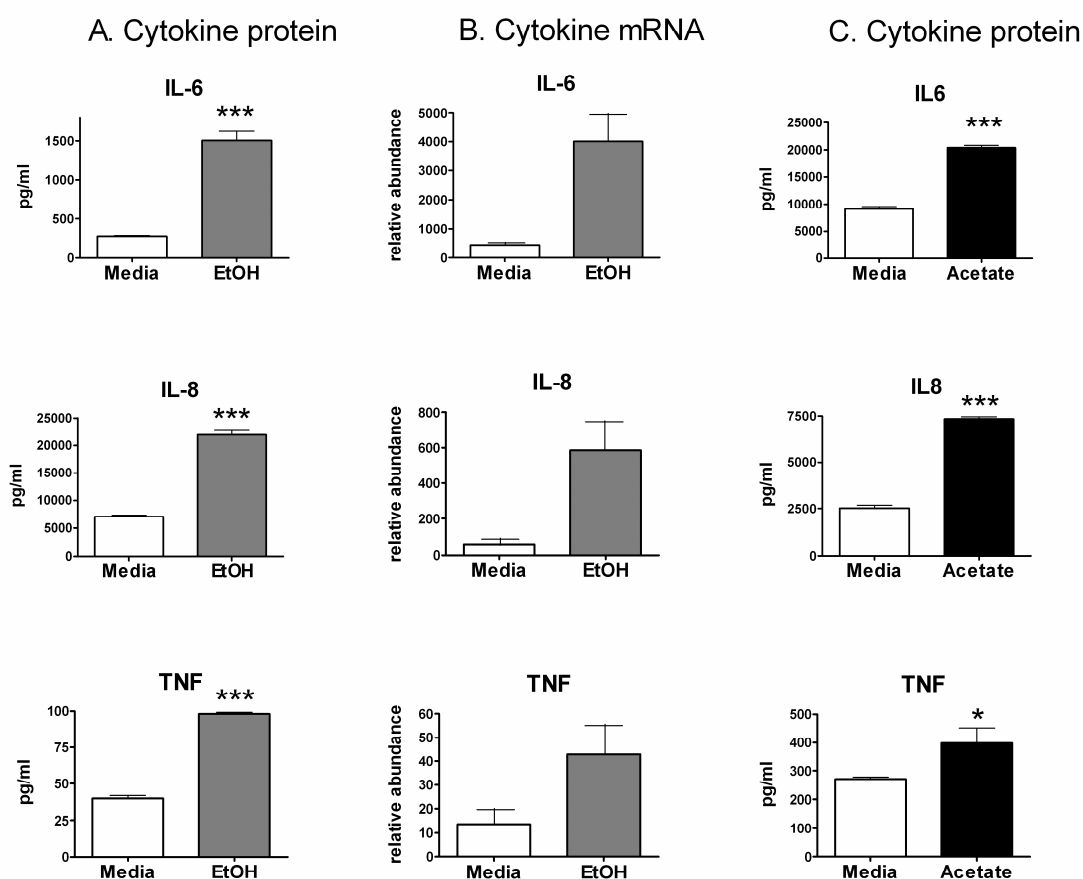 A. Cytokine protein
B. Cytokine mRNA
C. Cytokine protein
IL-6
***
1500
1000
500
0
pg/ml
Media
EtOH
IL-6
5000
4000
3000
2000
1000
0
relative abundance
Media
EtOH
IL6
***
25000
20000
15000
10000
5000
0
pg/ml
Media
Acetate
IL-8
***
25000
20000
15000
10000
5000
0
pg/ml
Media
EtOH
IL-8
800
600
400
200
0
relative abundance
Media
EtOH
IL8
***
7500
5000
2500
0
pg/ml
Media
Acetate
TNF
***
100
75
50
25
0
pg/ml
Media
EtOH
TNF
60
50
40
30
20
10
0
relative abundance
Media
EtOH
TNF
*
500
400
300
200
100
0
pg/ml
Media
Acetate